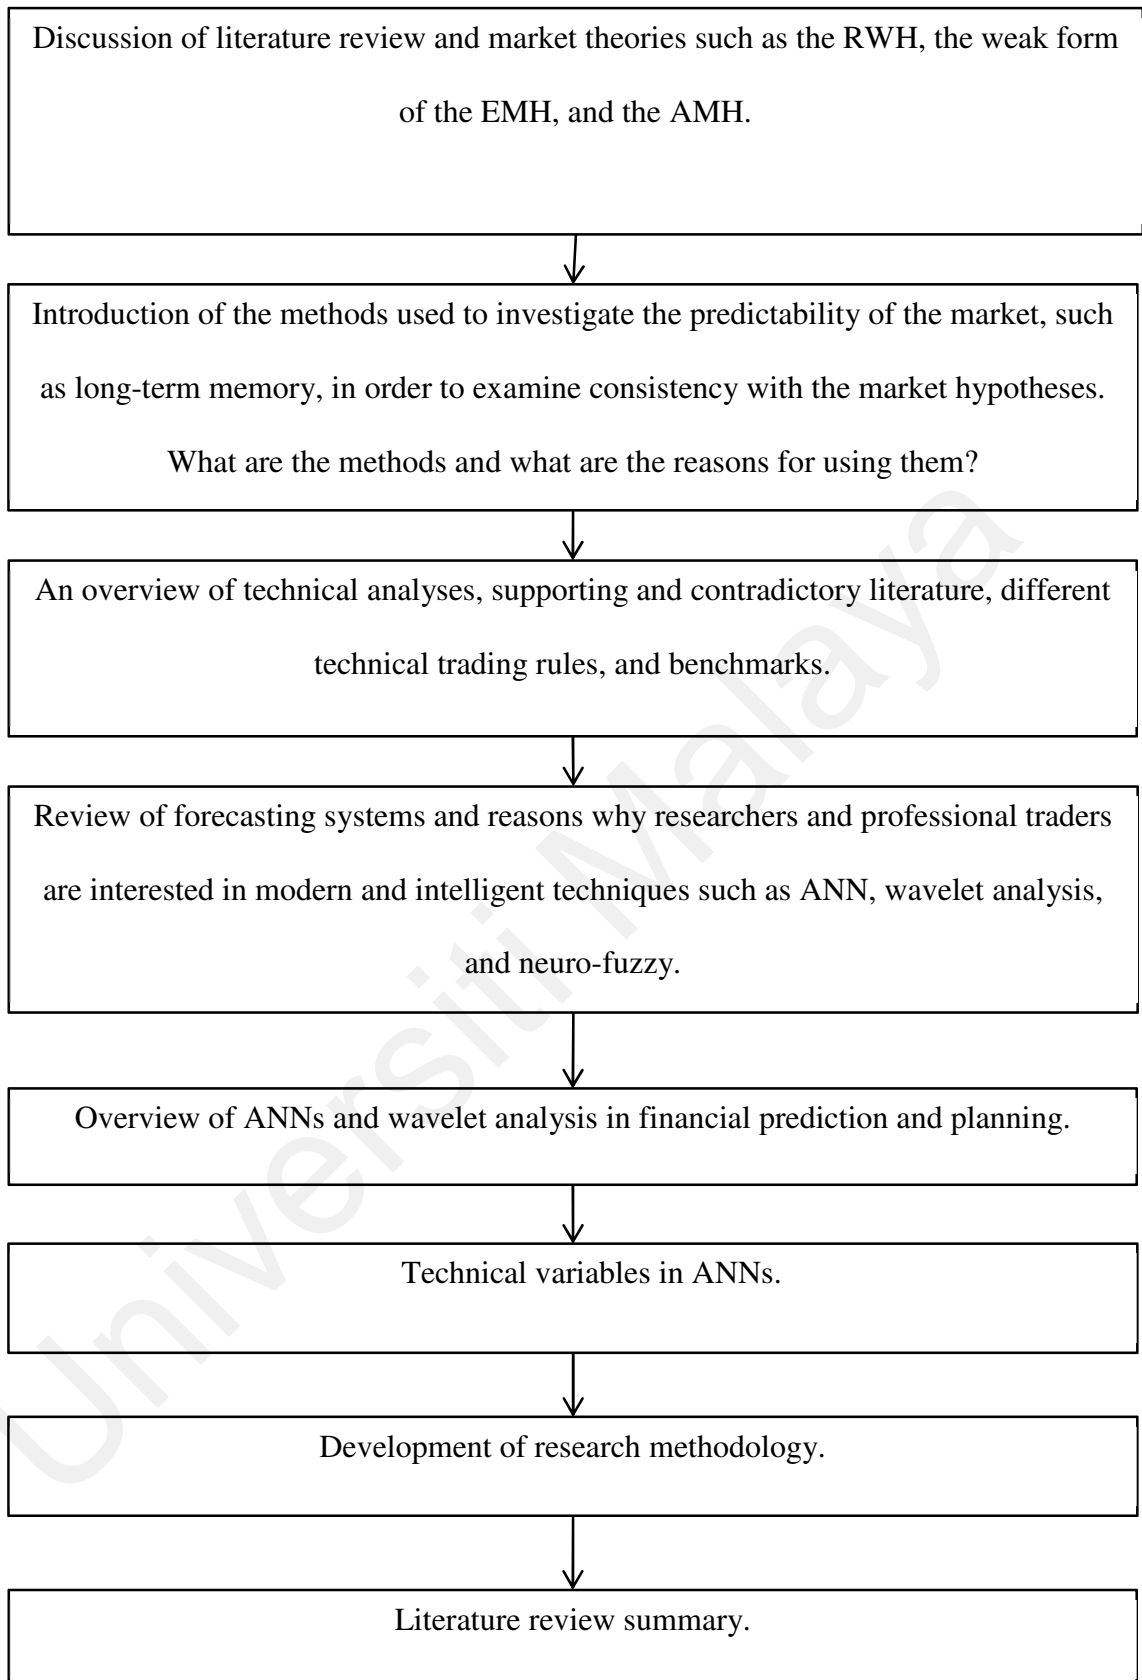 Discussion of literature review and market theories such as the RWH, the weak form
of the EMH, and the AMH.
Introduction of the methods used to investigate the predictability of the market, such
as long-term memory, in order to examine consistency with the market hypotheses.
What are the methods and what are the reasons for using them?
An overview of technical analyses, supporting and contradictory literature, different
technical trading rules, and benchmarks.
Review of forecasting systems and reasons why researchers and professional traders
are interested in modern and intelligent techniques such as ANN, wavelet analysis,
and neuro-fuzzy.
Overview of ANNs and wavelet analysis in financial prediction and planning.
Technical variables in ANNs.
Development of research methodology.
Literature review summary.
Universiti Malaya